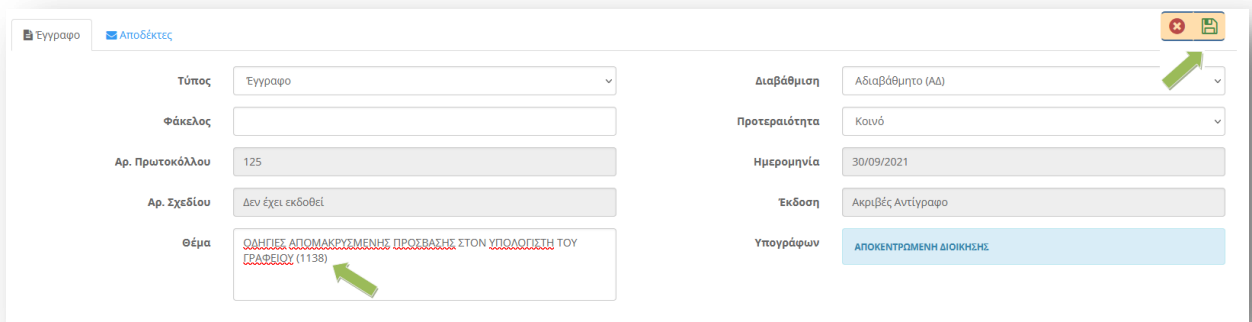 Έγγραφο Αποδέκτες
Τύπος Έγγραφο Διαβάθμιση Αδιαβάθμητο (ΑΔ)
Φάκελος Προτεραιότητα Κοινό
Αρ. Πρωτοκόλλου 125 Ημερομηνία 30/09/2021
Αρ. Σχεδίου Δεν έχει εκδοθεί Έκδοση Ακριβές Αντίγραφο
Θέμα ΟΔΗΓΙΕΣ ΑΠΟΜΑΚΡΥΣΜΕΝΗΣ ΠΡΟΣΒΑΣΗΣ ΣΤΟΝ ΥΠΟΛΟΓΙΣΤΗ ΤΟΥ Υπογράφων ΑΠΟΚΕΝΤΡΩΜΕΝΗ ΔΙΟΙΚΗΣΗΣ
ΓΡΑΦΕΙΟΥ (1138)